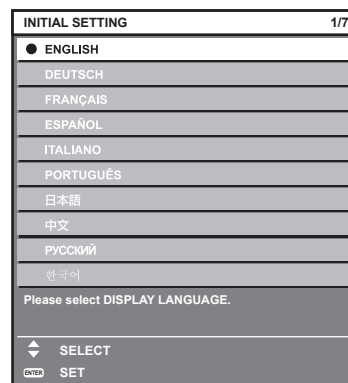 INITIAL SETTING 1/7
ENGLISH
DEUTSCH
FRANÇAIS
ESPAÑOL
ITALIANO
PORTUGUÊS
日本語
中文
РУССКИЙ
한국어
Please select DISPLAY LANGUAGE.
SELECT
ENTER SET